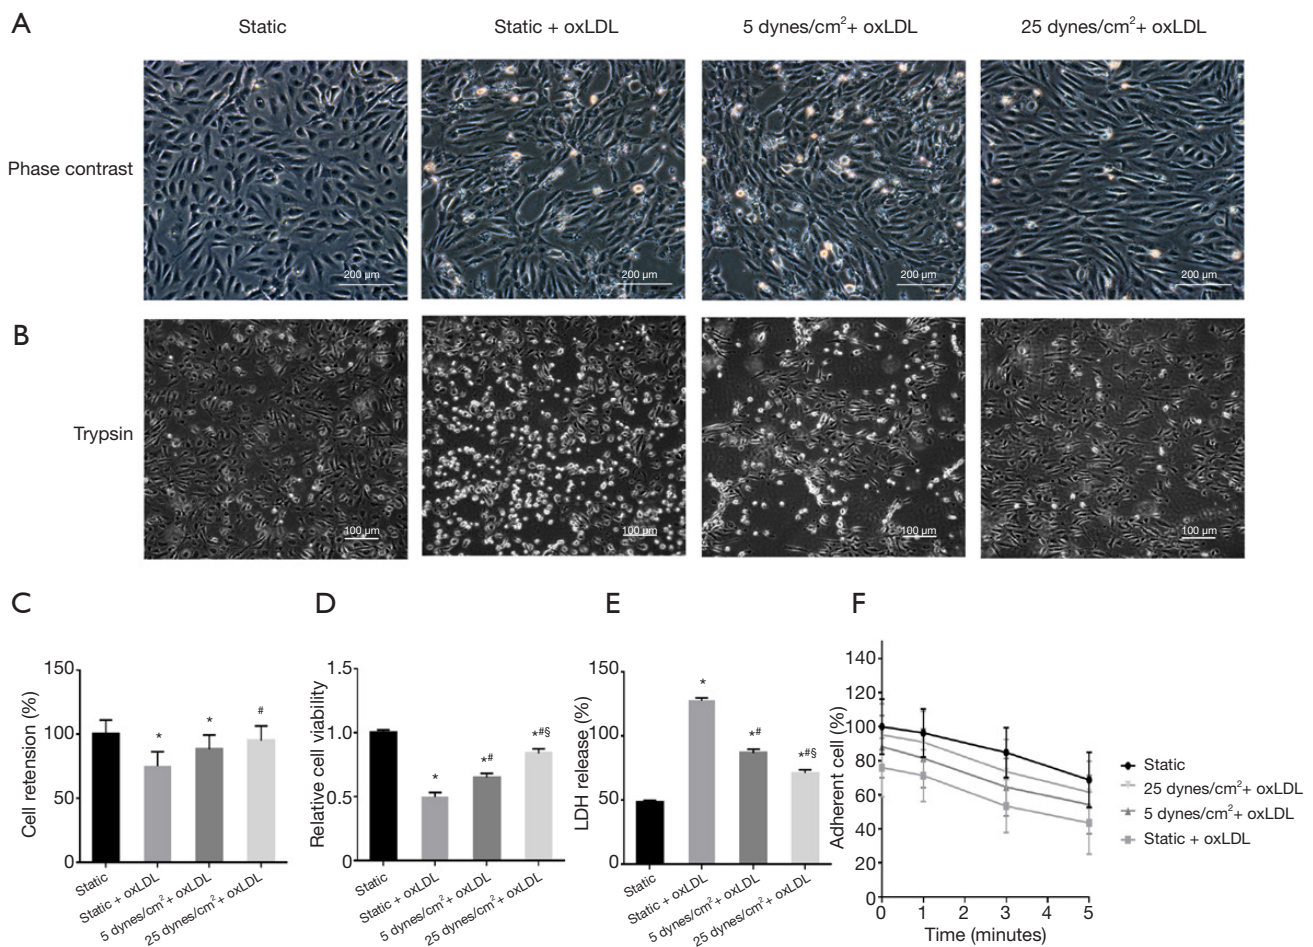 A
Static
Static + oxLDL
5 dynes/cm²+ oxLDL
25 dynes/cm²+ oxLDL
Phase contrast
200 µm
200 µm
200 µm
200 µm
B
Trypsin
100 µm
100 µm
100 µm
100 µm
C
Cell retension (%)
150
100
50
0
*
*
#
Static
Static + oxLDL
5 dynes/cm²+ oxLDL
25 dynes/cm²+ oxLDL
D
Relative cell viability
1.5
1.0
0.5
0
*
*#
*#§
Static
Static + oxLDL
5 dynes/cm²+ oxLDL
25 dynes/cm²+ oxLDL
E
LDH release (%)
150
100
50
0
*
*#
*#§
Static
Static + oxLDL
5 dynes/cm²+ oxLDL
25 dynes/cm²+ oxLDL
F
Adherent cell (%)
140
120
100
80
60
40
20
0
0 1 2 3 4 5
Time (minutes)
Static
25 dynes/cm²+ oxLDL
5 dynes/cm²+ oxLDL
Static + oxLDL